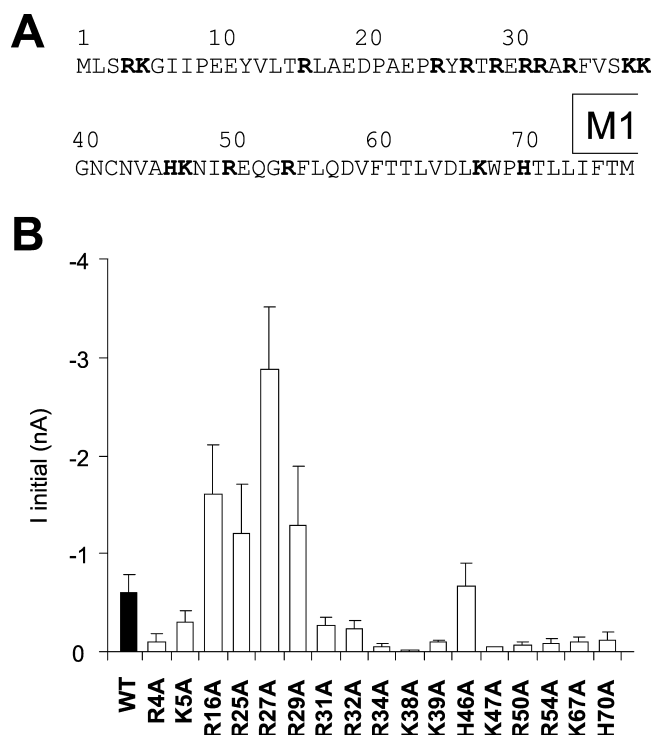 A
1 10 20 30
MLSRKGIIPEEYVLTRLAEDPAEPRYRTRERRARFVSKK
M1
40 50 60 70
GNCNVAHKNIREQGRFLQDVFTTLVDLKWPHTLLIFTM
B
I initial (nA)
-4
-3
-2
-1
0
WT R4A K5A R16A R25A R27A R29A R31A R32A R34A K38A K39A H46A K47A R50A R54A K67A H70A